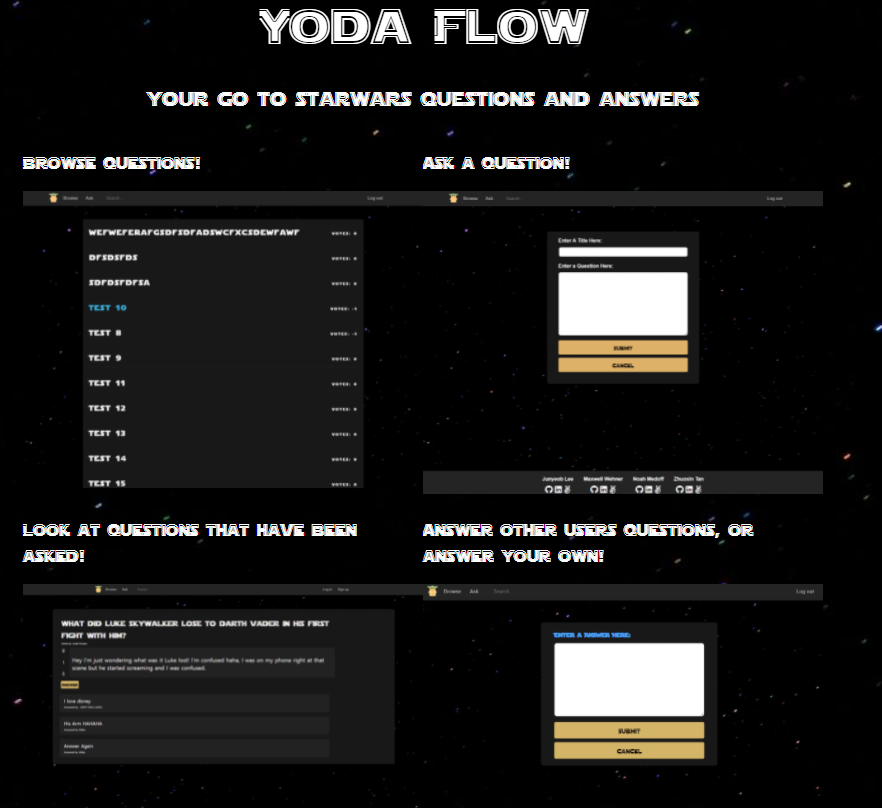 YODA FLOW
YOUR GO TO STARWARS QUESTIONS AND ANSWERS
BROWSE QUESTIONS!
ASK A QUESTION!
Browse Ask Search... Log out
WEFWEFERAFGSDFSDFADSWCFXCSDEWFAWF VOTES: 0
DFSDSFDS VOTES: 0
SDFDSFDFSA VOTES: 0
TEST 10 VOTES: -1
TEST 8 VOTES: -1
TEST 9 VOTES: 0
TEST 11 VOTES: 0
TEST 12 VOTES: 0
TEST 13 VOTES: 0
TEST 14 VOTES: 0
TEST 15 VOTES: 0
Browse Ask Search... Log out
Enter A Title Here:
Enter a Question Here:
SUBMIT
CANCEL
Junyeob Lee Maxwell Wehner Noah Medoff Zhuoxin Tan
LOOK AT QUESTIONS THAT HAVE BEEN
ASKED!
ANSWER OTHER USERS QUESTIONS, OR
ANSWER YOUR OWN!
Browse Ask Search Log in Sign up
WHAT DID LUKE SKYWALKER LOSE TO DARTH VADER IN HIS FIRST
FIGHT WITH HIM?
Hey I'm just wondering what was it Luke lost! I'm confused haha, I was on my phone right at that
scene but he started screaming and I was confused.
I love disney
His Arm HAHAHA
Answer Again
Browse Ask Search Log out
ENTER A ANSWER HERE:
SUBMIT
CANCEL